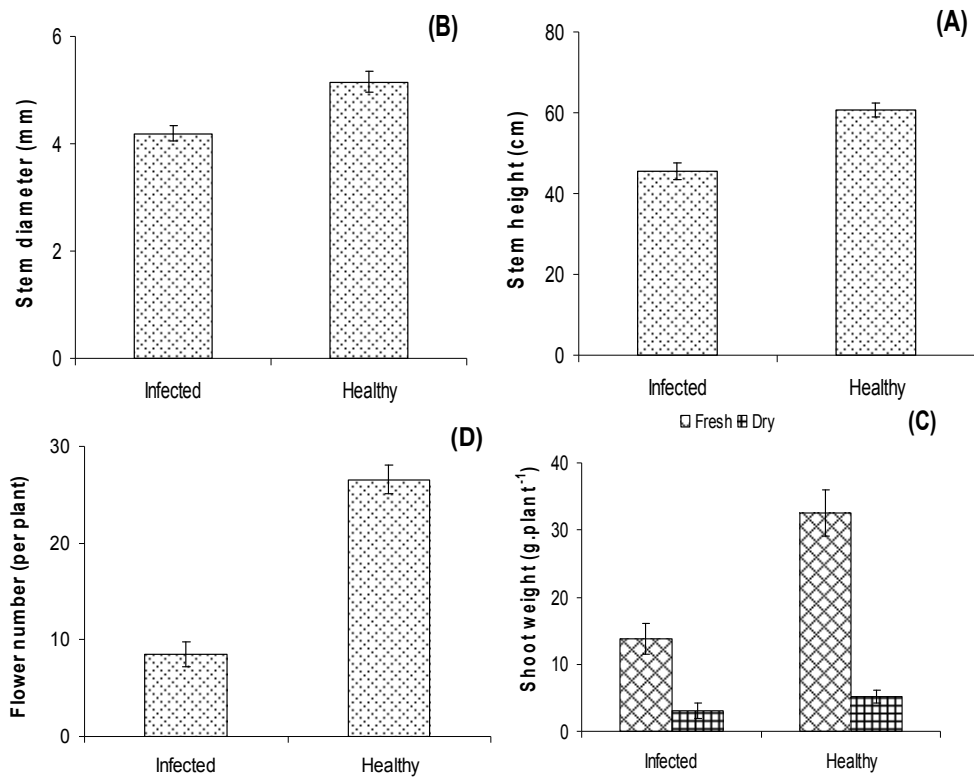 (B)
Stem diameter (mm)
6
4
2
0
Infected Healthy
(A)
Stem height (cm)
80
60
40
20
0
Infected Healthy
(D)
Flower number (per plant)
30
20
10
0
Infected Healthy
Fresh Dry
(C)
Shoot weight (g.plant⁻¹)
40
30
20
10
0
Infected Healthy